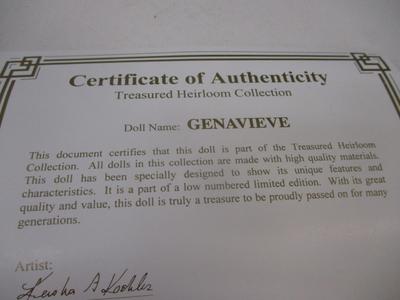 Certificate of Authenticity
Treasured Heirloom Collection
Doll Name: GENAVIEVE
This document certifies that this doll is part of the Treasured Heirloom
Collection. All dolls in this collection are made with high quality materials.
This doll has been specially designed to show its unique features and
characteristics. It is a part of a low numbered limited edition. With its great
quality and value, this doll is truly a treasure to be proudly passed on for many
generations.
Artist:
Keisha A Koehler